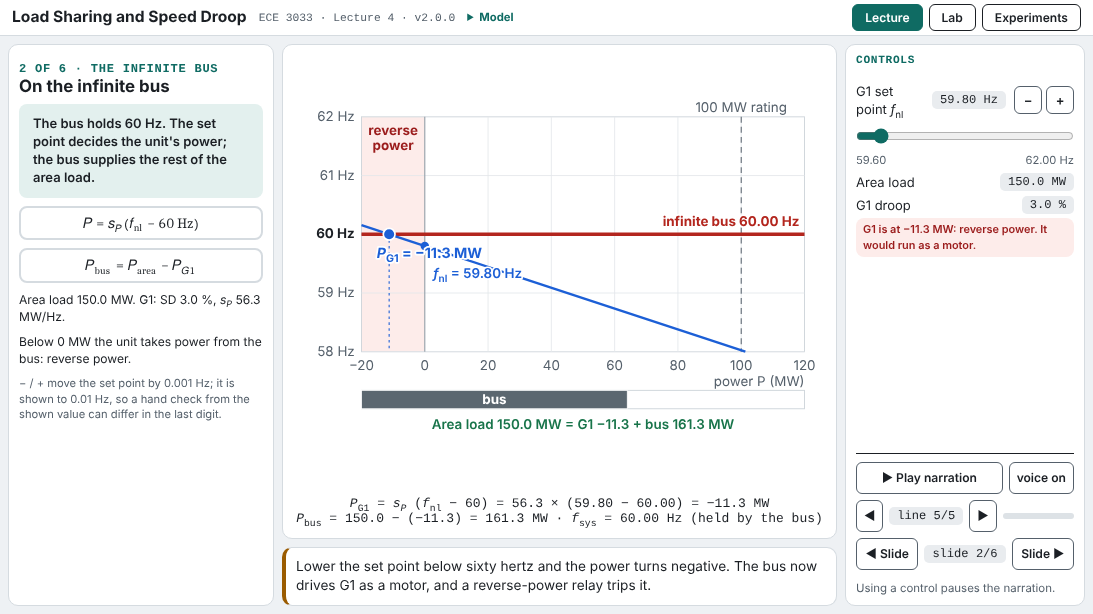 Load Sharing and Speed Droop ECE 3033 · Lecture 4 · v2.0.0 ▶ Model
Lecture Lab Experiments
2 OF 6 · THE INFINITE BUS
On the infinite bus
The bus holds 60 Hz. The set
point decides the unit's power;
the bus supplies the rest of the
area load.
P = sP (fnl − 60 Hz)
Pbus = Parea − PG1
Area load 150.0 MW. G1: SD 3.0 %, sP 56.3
MW/Hz.
Below 0 MW the unit takes power from the
bus: reverse power.
− / + move the set point by 0.001 Hz; it is
shown to 0.01 Hz, so a hand check from the
shown value can differ in the last digit.
100 MW rating
62 Hz
reverse
power
61 Hz
infinite bus 60.00 Hz
60 Hz
PG1 = −11.3 MW
fnl = 59.80 Hz
59 Hz
58 Hz
−20 0 20 40 60 80 100 120
power P (MW)
bus
Area load 150.0 MW = G1 −11.3 + bus 161.3 MW
PG1 = sP (fnl − 60) = 56.3 × (59.80 − 60.00) = −11.3 MW
Pbus = 150.0 − (−11.3) = 161.3 MW · fsys = 60.00 Hz (held by the bus)
Lower the set point below sixty hertz and the power turns negative. The bus now
drives G1 as a motor, and a reverse-power relay trips it.
CONTROLS
G1 set
point fnl 59.80 Hz − +
59.60 62.00 Hz
Area load 150.0 MW
G1 droop 3.0 %
G1 is at −11.3 MW: reverse power. It
would run as a motor.
▶ Play narration voice on
◀ line 5/5 ▶
◀ Slide slide 2/6 Slide ▶
Using a control pauses the narration.